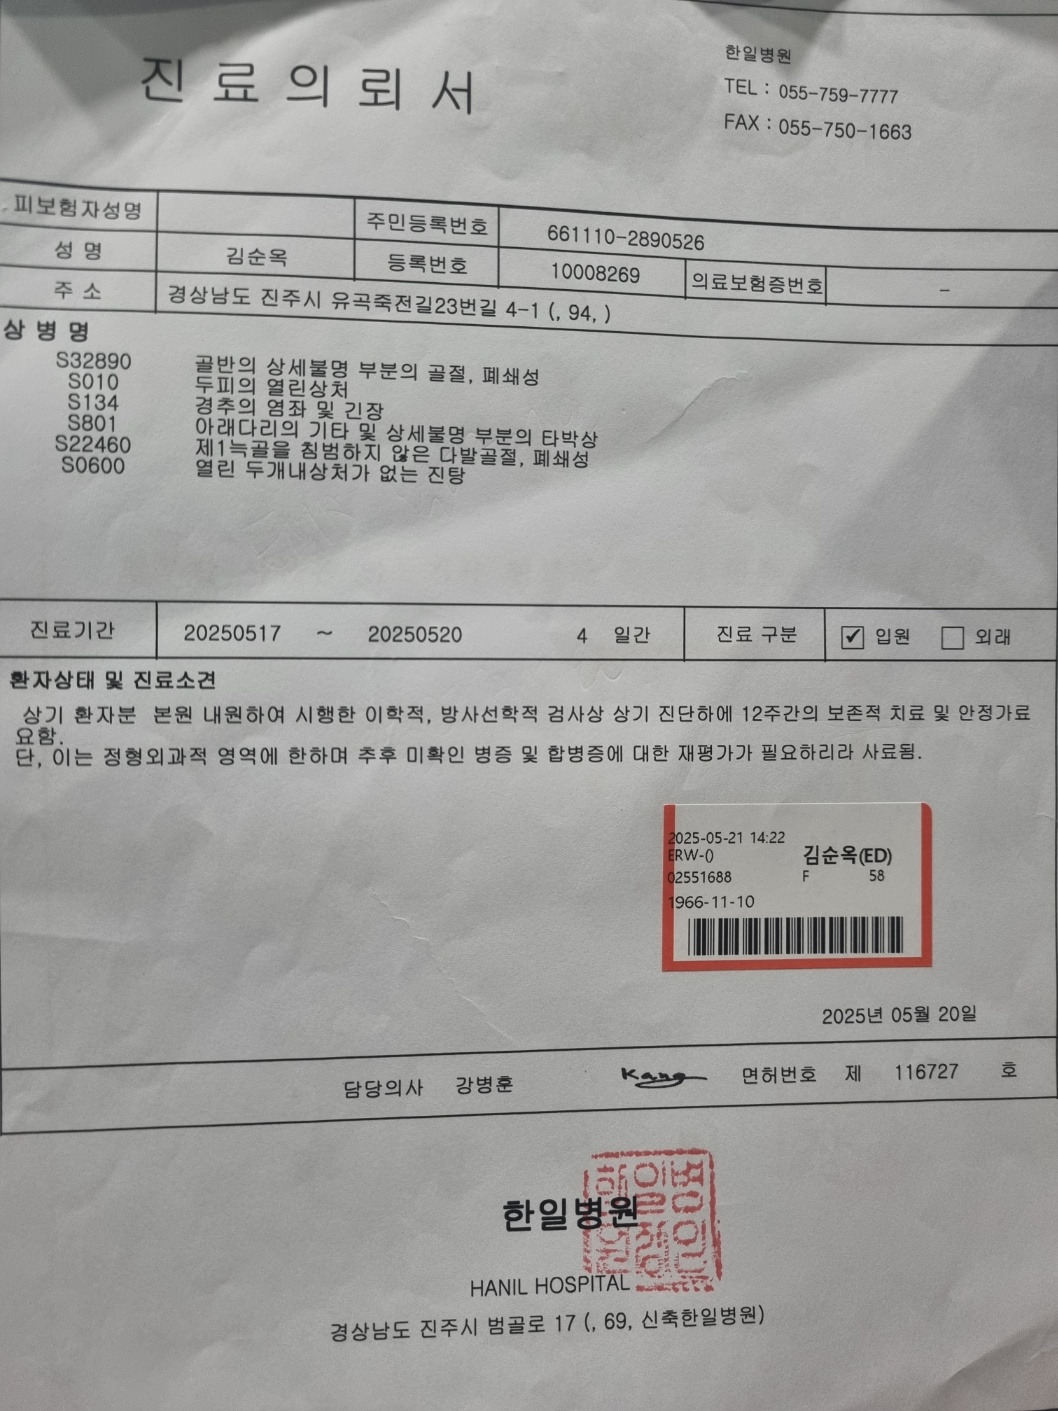 진료의뢰서
한일병원
TEL : 055-759-7777
FAX : 055-750-1663
피보험자성명 주민등록번호 661110-2890526
성 명 김순옥 등록번호 10008269 의료보험증번호 -
주 소 경상남도 진주시 유곡죽전길23번길 4-1 (, 94, )
상 병 명
S32890 골반의 상세불명 부분의 골절, 폐쇄성
S010 두피의 열린상처
S134 경추의 염좌 및 긴장
S801 아래다리의 기타 및 상세불명 부분의 타박상
S22460 제1늑골을 침범하지 않은 다발골절, 폐쇄성
S0600 열린 두개내상처가 없는 진탕
진료기간 20250517 ~ 20250520 4 일간 진료 구분 ☑ 입원 ☐ 외래
환자상태 및 진료소견
상기 환자분 본원 내원하여 시행한 이학적, 방사선학적 검사상 상기 진단하에 12주간의 보존적 치료 및 안정가료
요함.
단, 이는 정형외과적 영역에 한하며 추후 미확인 병증 및 합병증에 대한 재평가가 필요하리라 사료됨.
2025-05-21 14:22
ERW-() 김순옥(ED)
02551688 F 58
1966-11-10
2025년 05월 20일
담당의사 강병훈 Kang 면허번호 제 116727 호
한일병원
HANIL HOSPITAL
경상남도 진주시 범골로 17 (, 69, 신축한일병원)